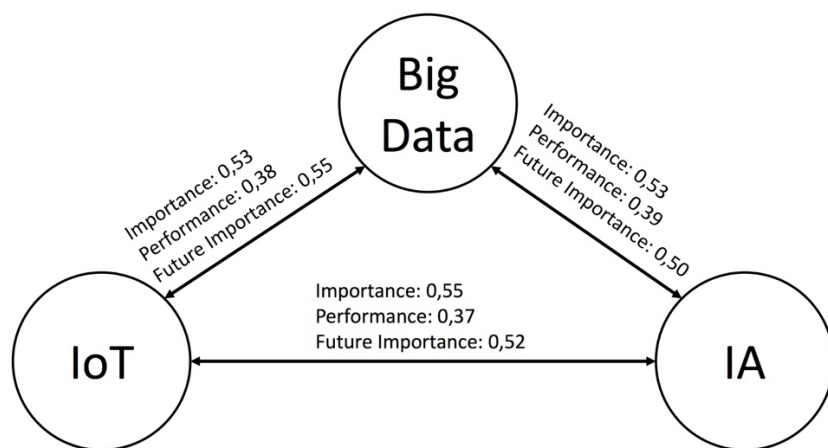 Big
Data
Importance: 0,53
Performance: 0,38
Future Importance: 0,55
Importance: 0,53
Performance: 0,39
Future Importance: 0,50
Importance: 0,55
Performance: 0,37
Future Importance: 0,52
IoT
IA